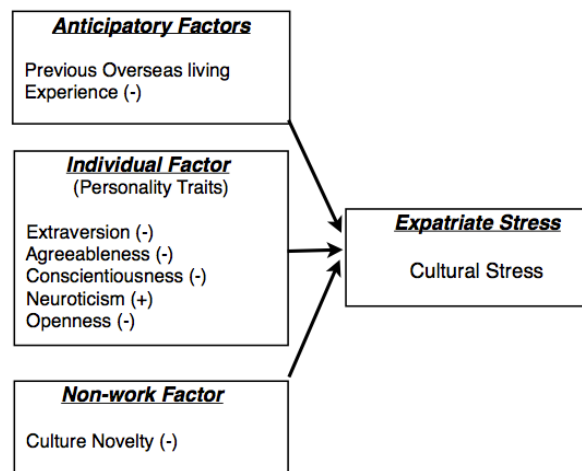 Anticipatory Factors
Previous Overseas living
Experience (-)
Individual Factor
(Personality Traits)
Extraversion (-)
Agreeableness (-)
Conscientiousness (-)
Neuroticism (+)
Openness (-)
Expatriate Stress
Cultural Stress
Non-work Factor
Culture Novelty (-)